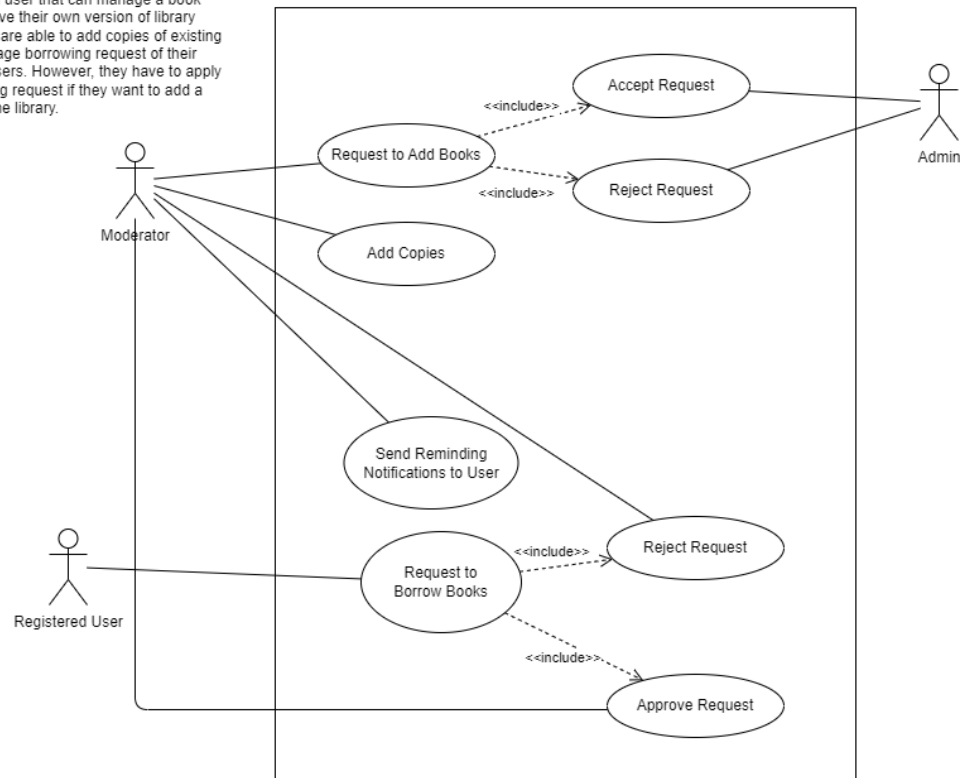 user that can manage a book
ve their own version of library
are able to add copies of existing
age borrowing request of their
sers. However, they have to apply
g request if they want to add a
e library.
Accept Request
<<include>>
Admin
Request to Add Books
Reject Request
<<include>>
Moderator
Add Copies
Send Reminding
Notifications to User
<<include>>
Reject Request
Request to
Borrow Books
Registered User
<<include>>
Approve Request